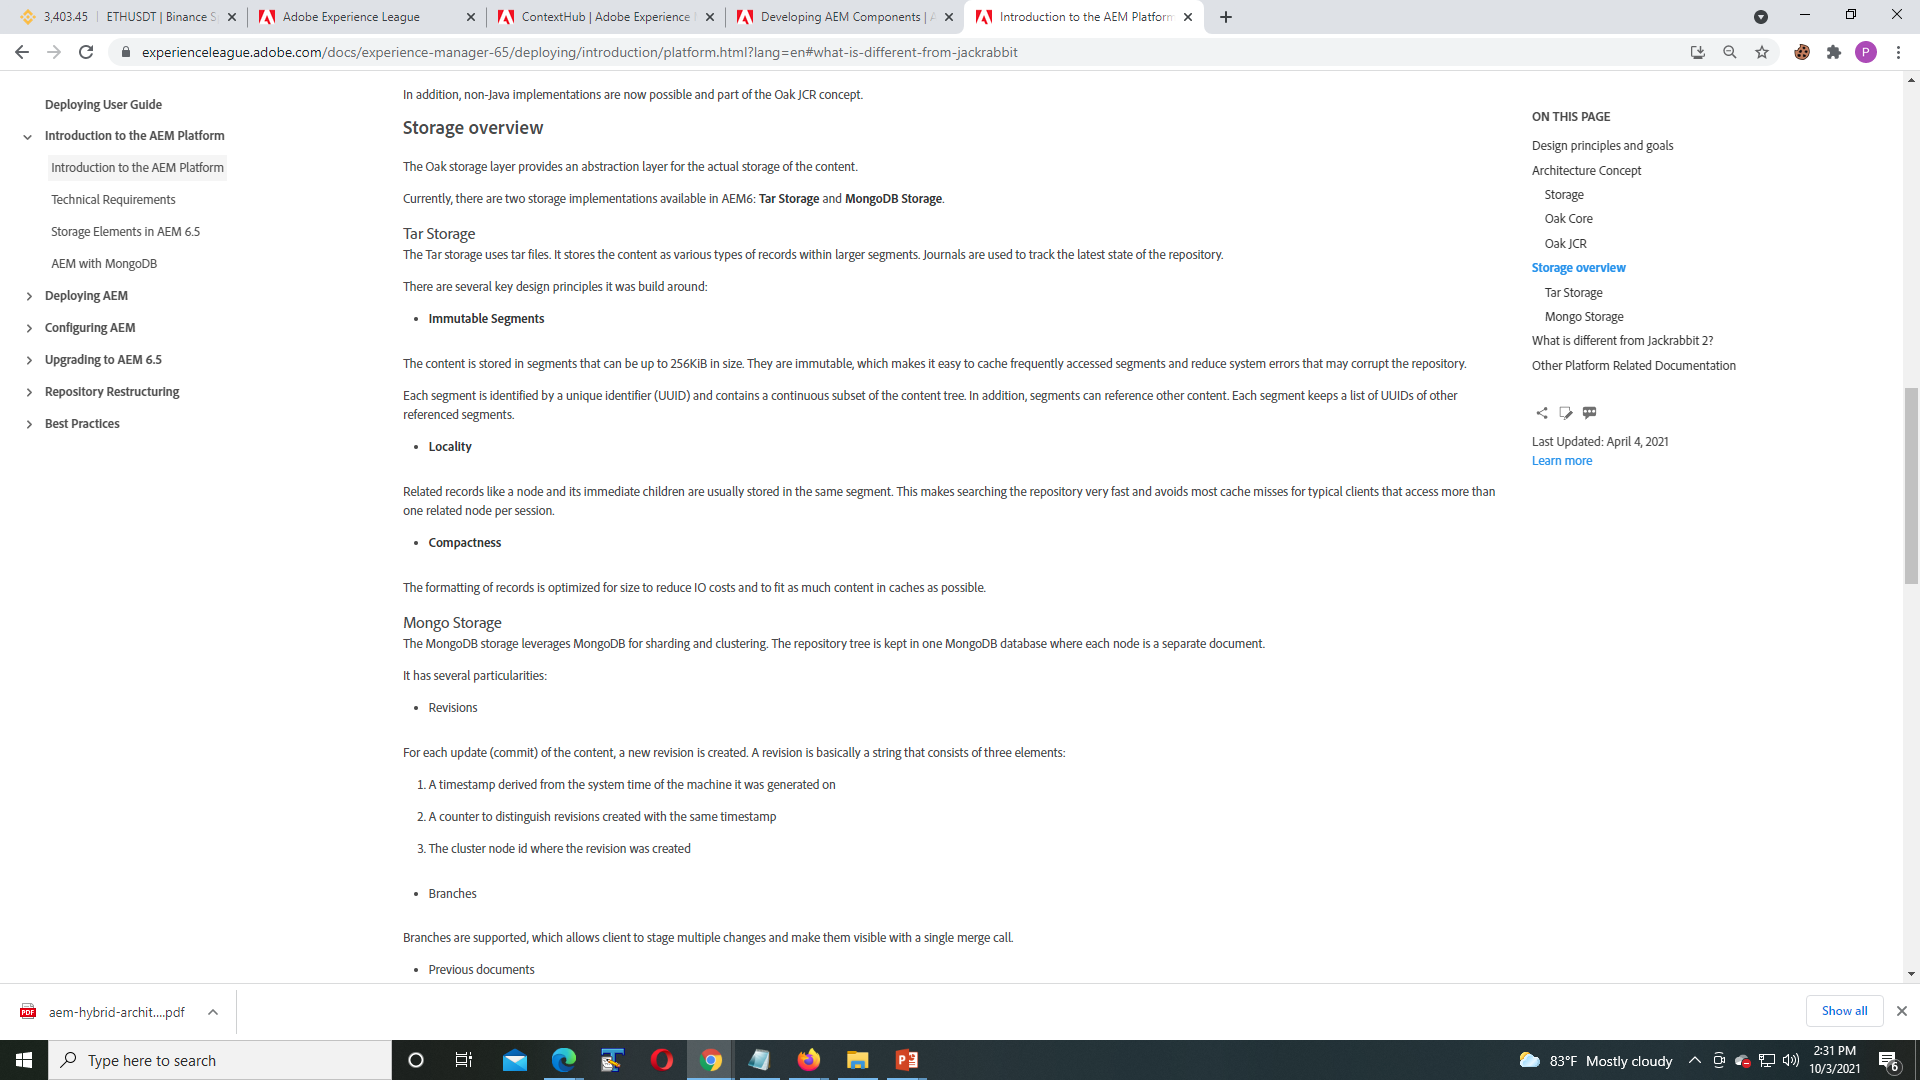 3,403.45 | ETHUSDT | Binance S
Adobe Experience League
ContextHub | Adobe Experience
Developing AEM Components |
Introduction to the AEM Platform
experienceleague.adobe.com/docs/experience-manager-65/deploying/introduction/platform.html?lang=en#what-is-different-from-jackrabbit
P
Deploying User Guide
Introduction to the AEM Platform
Introduction to the AEM Platform
Technical Requirements
Storage Elements in AEM 6.5
AEM with MongoDB
Deploying AEM
Configuring AEM
Upgrading to AEM 6.5
Repository Restructuring
Best Practices
In addition, non-Java implementations are now possible and part of the Oak JCR concept.
Storage overview
The Oak storage layer provides an abstraction layer for the actual storage of the content.
Currently, there are two storage implementations available in AEM6: Tar Storage and MongoDB Storage.
Tar Storage
The Tar storage uses tar files. It stores the content as various types of records within larger segments. Journals are used to track the latest state of the repository.
There are several key design principles it was build around:
• Immutable Segments
The content is stored in segments that can be up to 256KiB in size. They are immutable, which makes it easy to cache frequently accessed segments and reduce system errors that may corrupt the repository.
Each segment is identified by a unique identifier (UUID) and contains a continuous subset of the content tree. In addition, segments can reference other content. Each segment keeps a list of UUIDs of other
referenced segments.
• Locality
Related records like a node and its immediate children are usually stored in the same segment. This makes searching the repository very fast and avoids most cache misses for typical clients that access more than
one related node per session.
• Compactness
The formatting of records is optimized for size to reduce IO costs and to fit as much content in caches as possible.
Mongo Storage
The MongoDB storage leverages MongoDB for sharding and clustering. The repository tree is kept in one MongoDB database where each node is a separate document.
It has several particularities:
• Revisions
For each update (commit) of the content, a new revision is created. A revision is basically a string that consists of three elements:
1. A timestamp derived from the system time of the machine it was generated on
2. A counter to distinguish revisions created with the same timestamp
3. The cluster node id where the revision was created
• Branches
Branches are supported, which allows client to stage multiple changes and make them visible with a single merge call.
• Previous documents
ON THIS PAGE
Design principles and goals
Architecture Concept
Storage
Oak Core
Oak JCR
Storage overview
Tar Storage
Mongo Storage
What is different from Jackrabbit 2?
Other Platform Related Documentation
Last Updated: April 4, 2021
Learn more
PDF
aem-hybrid-archit....pdf
Show all
Type here to search
83°F Mostly cloudy
2:31 PM
10/3/2021
6